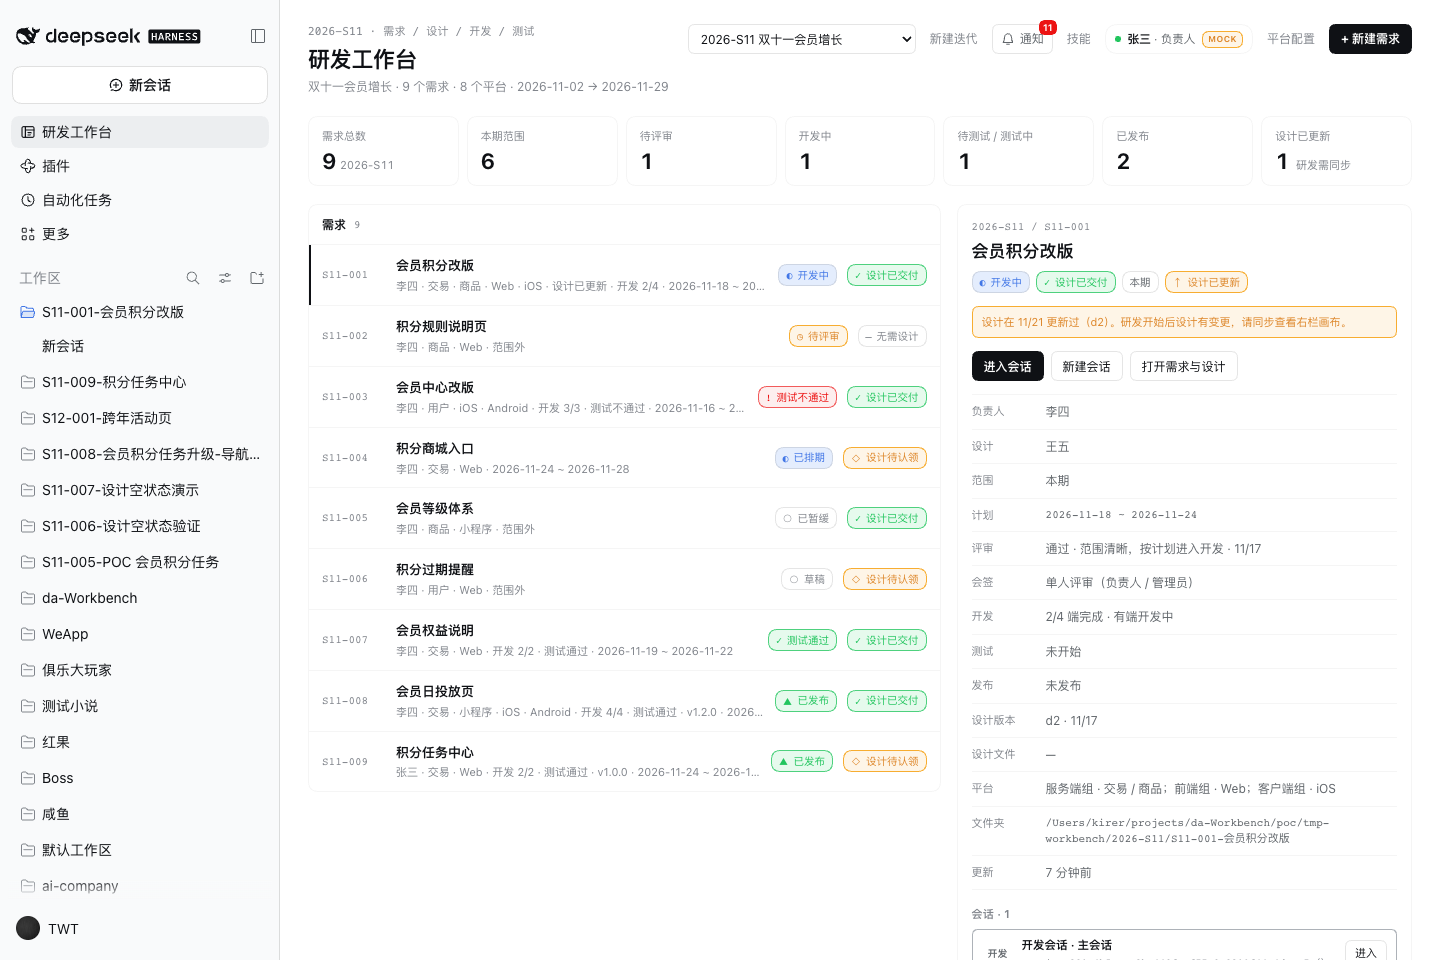 deepseek HARNESS
新会话
研发工作台
插件
自动化任务
更多
工作区
S11-001-会员积分改版
新会话
S11-009-积分任务中心
S12-001-跨年活动页
S11-008-会员积分任务升级-导航...
S11-007-设计空状态演示
S11-006-设计空状态验证
S11-005-POC 会员积分任务
da-Workbench
WeApp
俱乐大玩家
测试小说
红果
Boss
咸鱼
默认工作区
ai-company
TWT
2026-S11 · 需求 / 设计 / 开发 / 测试
研发工作台
双十一会员增长 · 9 个需求 · 8 个平台 · 2026-11-02 → 2026-11-29
2026-S11 双十一会员增长
新建迭代
通知
11
技能
张三 · 负责人 MOCK
平台配置
+ 新建需求
需求总数
9 2026-S11
本期范围
6
待评审
1
开发中
1
待测试 / 测试中
1
已发布
2
设计已更新
1 研发需同步
需求 9
S11-001
会员积分改版
李四 · 交易 · 商品 · Web · iOS · 设计已更新 · 开发 2/4 · 2026-11-18 ~ 20...
◐ 开发中
✓ 设计已交付
S11-002
积分规则说明页
李四 · 商品 · Web · 范围外
◷ 待评审
— 无需设计
S11-003
会员中心改版
李四 · 用户 · iOS · Android · 开发 3/3 · 测试不通过 · 2026-11-16 ~ 2...
! 测试不通过
✓ 设计已交付
S11-004
积分商城入口
李四 · 交易 · Web · 2026-11-24 ~ 2026-11-28
◐ 已排期
◇ 设计待认领
S11-005
会员等级体系
李四 · 商品 · 小程序 · 范围外
○ 已暂缓
✓ 设计已交付
S11-006
积分过期提醒
李四 · 用户 · Web · 范围外
○ 草稿
◇ 设计待认领
S11-007
会员权益说明
李四 · 交易 · Web · 开发 2/2 · 测试通过 · 2026-11-19 ~ 2026-11-22
✓ 测试通过
✓ 设计已交付
S11-008
会员日投放页
李四 · 交易 · 小程序 · iOS · Android · 开发 4/4 · 测试通过 · v1.2.0 · 2026...
▲ 已发布
✓ 设计已交付
S11-009
积分任务中心
张三 · 交易 · Web · 开发 2/2 · 测试通过 · v1.0.0 · 2026-11-24 ~ 2026-1...
▲ 已发布
◇ 设计待认领
2026-S11 / S11-001
会员积分改版
◐ 开发中
✓ 设计已交付
本期
↑ 设计已更新
设计在 11/21 更新过（d2）。研发开始后设计有变更，请同步查看右栏画布。
进入会话
新建会话
打开需求与设计
负责人 李四
设计 王五
范围 本期
计划 2026-11-18 ~ 2026-11-24
评审 通过 · 范围清晰，按计划进入开发 · 11/17
会签 单人评审（负责人 / 管理员）
开发 2/4 端完成 · 有端开发中
测试 未开始
发布 未发布
设计版本 d2 · 11/17
设计文件 —
平台 服务端组 · 交易 / 商品；前端组 · Web；客户端组 · iOS
文件夹 /Users/kirer/projects/da-Workbench/poc/tmp-
workbench/2026-S11/S11-001-会员积分改版
更新 7 分钟前
会话 · 1
开发
开发会话 · 主会话
进入